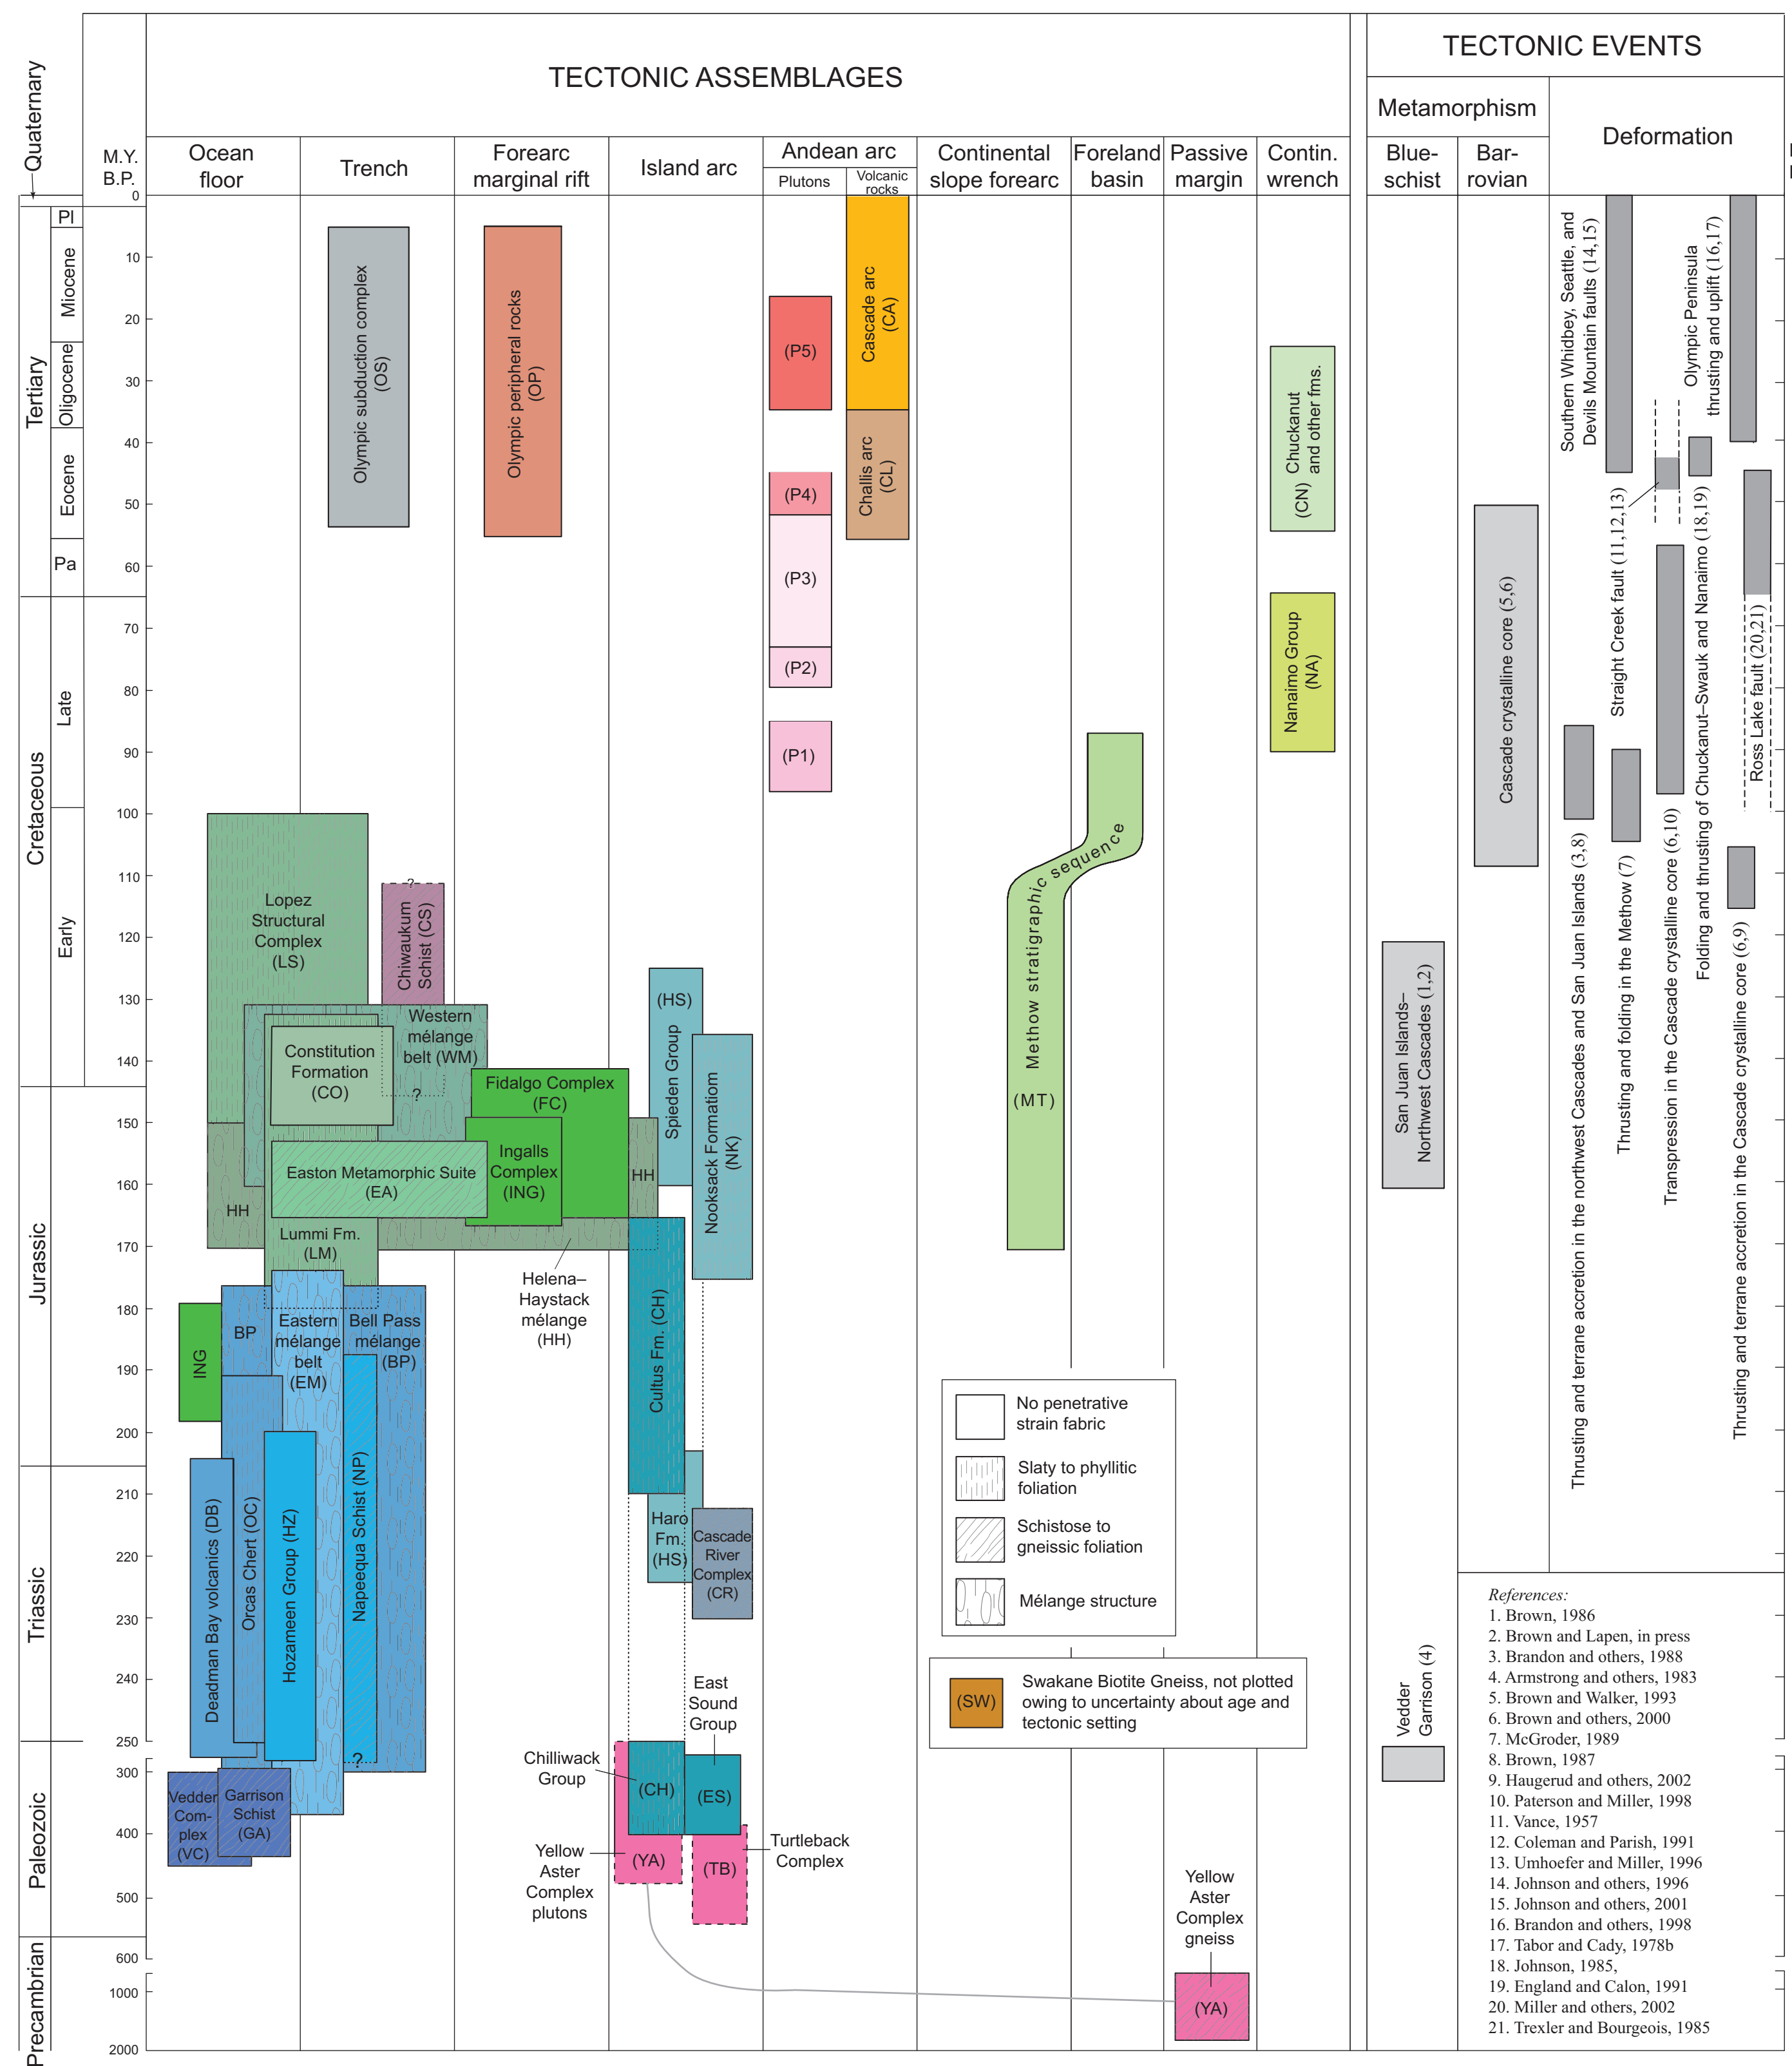 TECTONIC ASSEMBLAGES
TECTONIC EVENTS
Metamorphism
Deformation
Quaternary
M.Y.
B.P.
Ocean
floor
Trench
Forearc
marginal rift
Island arc
Andean arc
Plutons
Volcanic
rocks
Continental
slope forearc
Foreland
basin
Passive
margin
Contin.
wrench
Blue-
schist
Bar-
rovian
0
10
20
30
40
50
60
70
80
90
100
110
120
130
140
150
160
170
180
190
200
210
220
230
240
250
300
400
500
600
1000
2000
Tertiary
Pl
Miocene
Oligocene
Eocene
Pa
Cretaceous
Late
Early
Jurassic
Triassic
Paleozoic
Precambrian
Olympic subduction complex
(OS)
Olympic peripheral rocks
(OP)
(P5)
(P4)
(P3)
(P2)
(P1)
Cascade arc
(CA)
Challis arc
(CL)
(CN) Chuckanut
and other fms.
Nanaimo Group
(NA)
Methow stratigraphic sequence
(MT)
Lopez
Structural
Complex
(LS)
?
Chiwaukum
Schist (CS)
Western
mélange
belt (WM)
?
Constitution
Formation
(CO)
Fidalgo Complex
(FC)
Ingalls
Complex
(ING)
Easton Metamorphic Suite
(EA)
HH
HH
Lummi Fm.
(LM)
Helena–
Haystack
mélange
(HH)
(HS)
Spieden Group
Nooksack Formatiom
(NK)
Cultus Fm. (CH)
ING
BP
Eastern
mélange
belt
(EM)
Bell Pass
mélange
(BP)
Deadman Bay volcanics (DB)
Orcas Chert (OC)
Hozameen Group (HZ)
Napeequa Schist (NP)
?
Vedder
Com-
plex
(VC)
Garrison
Schist
(GA)
Haro
Fm.
(HS)
Cascade
River
Complex
(CR)
East
Sound
Group
Chilliwack
Group
(CH)
(ES)
Yellow
Aster
Complex
plutons
(YA)
(TB)
Turtleback
Complex
Yellow
Aster
Complex
gneiss
(YA)
No penetrative
strain fabric
Slaty to phyllitic
foliation
Schistose to
gneissic foliation
Mélange structure
(SW)
Swakane Biotite Gneiss, not plotted
owing to uncertainty about age and
tectonic setting
San Juan Islands–
Northwest Cascades (1,2)
Vedder
Garrison (4)
Cascade crystalline core (5,6)
Southern Whidbey, Seattle, and
Devils Mountain faults (14,15)
Olympic Peninsula
thrusting and uplift (16,17)
Straight Creek fault (11,12,13)
Folding and thrusting of Chuckanut–Swauk and Nanaimo (18,19)
Ross Lake fault (20,21)
Thrusting and terrane accretion in the northwest Cascades and San Juan Islands (3,8)
Thrusting and folding in the Methow (7)
Transpression in the Cascade crystalline core (6,10)
Thrusting and terrane accretion in the Cascade crystalline core (6,9)
References:
1. Brown, 1986
2. Brown and Lapen, in press
3. Brandon and others, 1988
4. Armstrong and others, 1983
5. Brown and Walker, 1993
6. Brown and others, 2000
7. McGroder, 1989
8. Brown, 1987
9. Haugerud and others, 2002
10. Paterson and Miller, 1998
11. Vance, 1957
12. Coleman and Parish, 1991
13. Umhoefer and Miller, 1996
14. Johnson and others, 1996
15. Johnson and others, 2001
16. Brandon and others, 1998
17. Tabor and Cady, 1978b
18. Johnson, 1985,
19. England and Calon, 1991
20. Miller and others, 2002
21. Trexler and Bourgeois, 1985